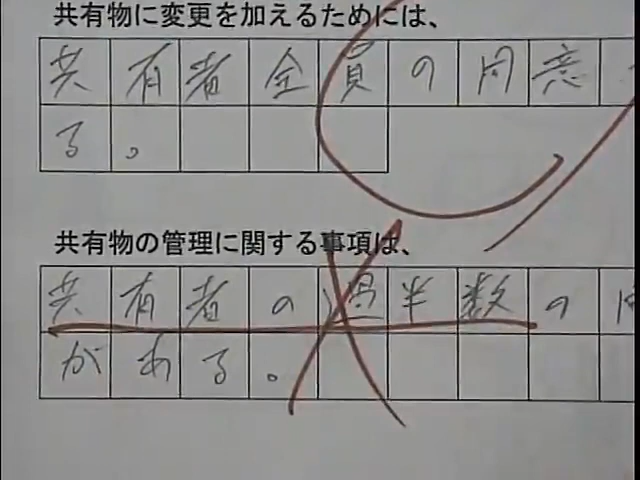 共有物に変更を加えるためには、
共有者全員の同意
る。
共有物の管理に関する事項は、
共有者の過半数の
がある。